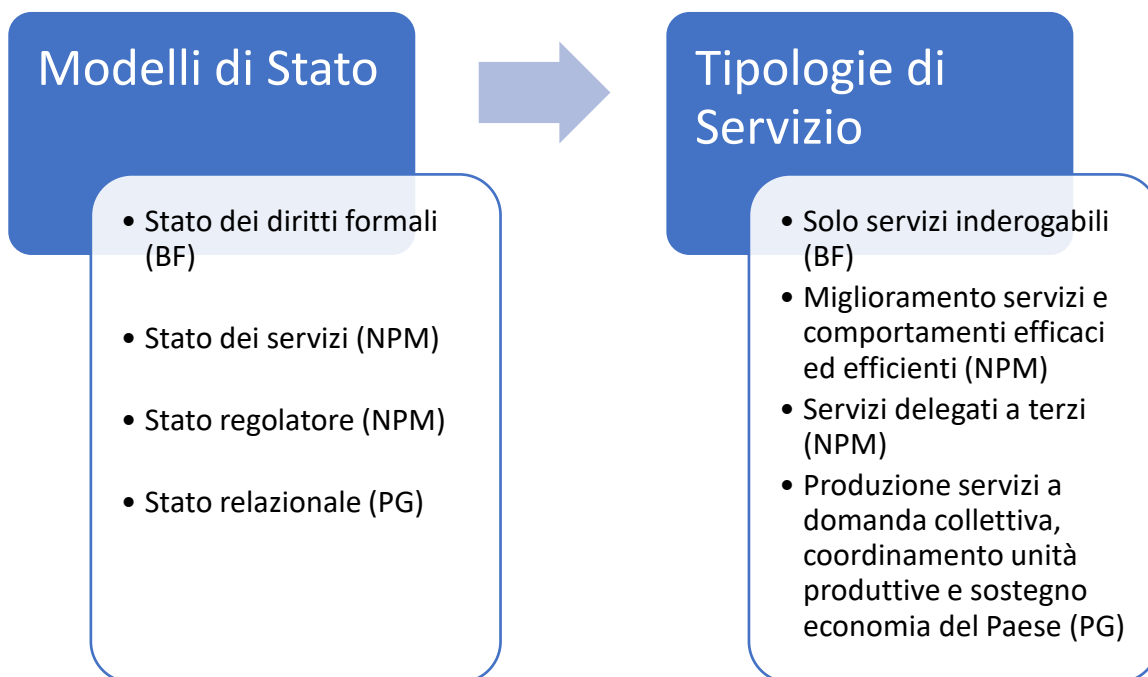 Modelli di Stato
• Stato dei diritti formali
(BF)
• Stato dei servizi (NPM)
• Stato regolatore (NPM)
• Stato relazionale (PG)
Tipologie di
Servizio
• Solo servizi inderogabili
(BF)
• Miglioramento servizi e
comportamenti efficaci
ed efficienti (NPM)
• Servizi delegati a terzi
(NPM)
• Produzione servizi a
domanda collettiva,
coordinamento unità
produttive e sostegno
economia del Paese (PG)